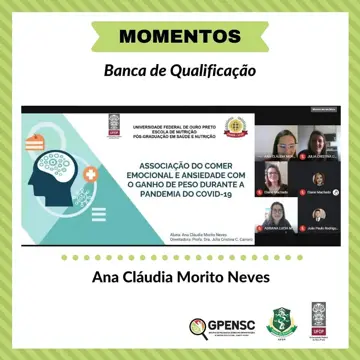 MOMENTOS
Banca de Qualificação
UNIVERSIDADE FEDERAL DE OURO PRETO
ESCOLA DE NUTRIÇÃO
PÓS-GRADUAÇÃO EM SAÚDE E NUTRIÇÃO
ASSOCIAÇÃO DO COMER
EMOCIONAL E ANSIEDADE COM
O GANHO DE PESO DURANTE A
PANDEMIA DO COVID-19
Aluna: Ana Cláudia Morito Neves
Orientadora: Profa. Dra. Júlia Cristina C. Carraro
Ana Cláudia Morito Neves
GPENSC
UFOP